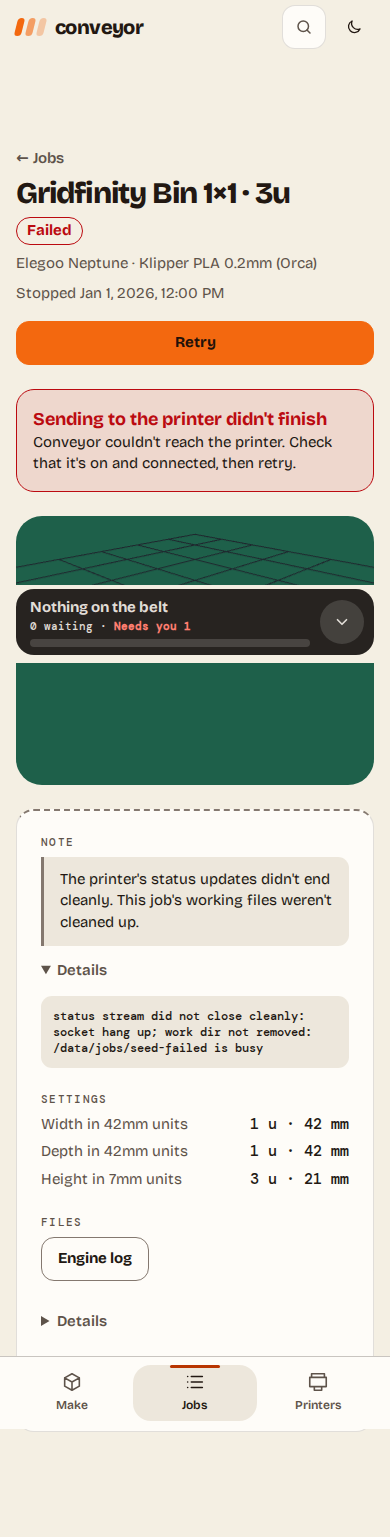 conveyor
← Jobs
Gridfinity Bin 1×1 · 3u
Failed
Elegoo Neptune · Klipper PLA 0.2mm (Orca)
Stopped Jan 1, 2026, 12:00 PM
Retry
Sending to the printer didn't finish
Conveyor couldn't reach the printer. Check
that it's on and connected, then retry.
Nothing on the belt
0 waiting · Needs you 1
NOTE
The printer's status updates didn't end
cleanly. This job's working files weren't
cleaned up.
▼ Details
status stream did not close cleanly:
socket hang up; work dir not removed:
/data/jobs/seed-failed is busy
SETTINGS
Width in 42mm units 1 u · 42 mm
Depth in 42mm units 1 u · 42 mm
Height in 7mm units 3 u · 21 mm
FILES
Engine log
▶ Details
Make Jobs Printers